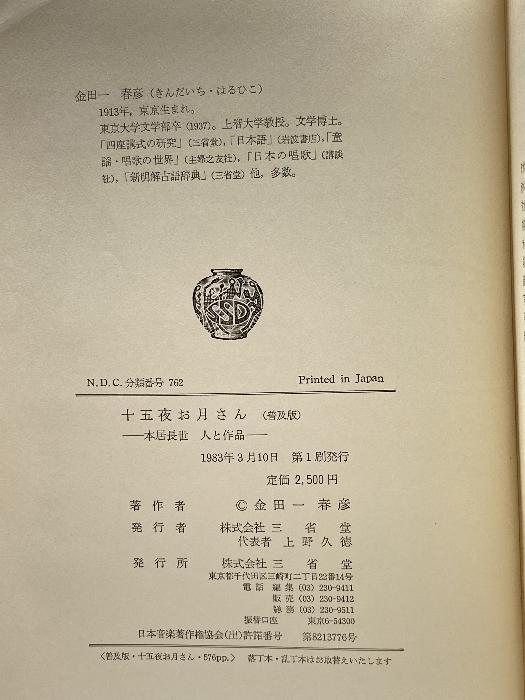 金田一　春彦（きんだいち・はるひこ）
1913年，東京生まれ。
東京大学文学部卒（1937）。上智大学教授。文学博士。
「四座講式の研究」（三省堂），「日本語」（岩波書店），「童
謡・唱歌の世界」（主婦之友社），「日本の唱歌」（講談
社），「新明解古語辞典」（三省堂）他，多数。
SSD
N.D.C. 分類番号 762　Printed in Japan
十五夜お月さん　（普及版）
——本居長世　人と作品——
1983年3月10日　第1刷発行
定価 2,500円
著作者　© 金田一　春彦
発行者　株式会社 三省堂
代表者　上野久徳
発行所　株式会社 三省堂
東京都千代田区三崎町二丁目22番14号
電話　編集 (03) 230-9411
販売 (03) 230-9412
総務 (03) 230-9511
振替口座　東京6-54300
日本音楽著作権協会（出）許諾番号　第8213776号
〈普及版・十五夜お月さん・576pp.〉　落丁本・乱丁本はお取替えいたします